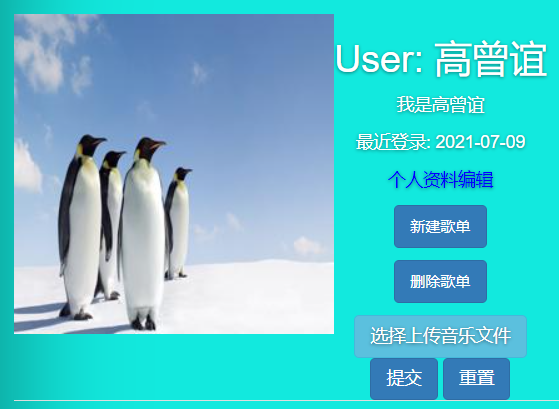 User: 高曾谊
我是高曾谊
最近登录: 2021-07-09
个人资料编辑
新建歌单
删除歌单
选择上传音乐文件
提交 重置